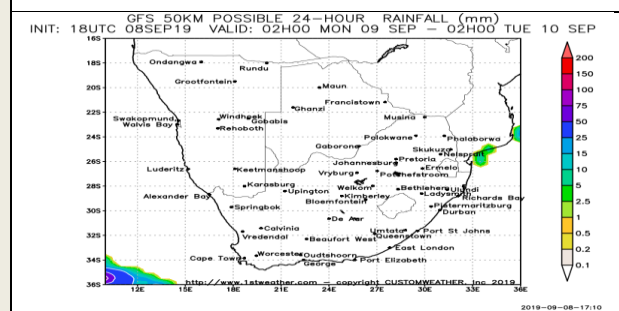 GFS 50KM POSSIBLE 24-HOUR RAINFALL (mm)
INIT: 18UTC 08SEP19 VALID: 02H00 MON 09 SEP – 02H00 TUE 10 SEP
16S
Ondangwa
Rundu
200
18S
150
Grootfontein
Maun
100
20S
Francistown
75
Ghanzi
22S
50
Swakopmund
Windhoek
Gobabis
Musina
Walvis Bay
Rehoboth
25
24S
Polokwane
Phalaborwa
15
Gaborone
Skukuza
Johannesburg
Pretoria
Nelspruit
10
26S
Luderitz
Keetmanshoop
Vryburg
Potchefstroom
Ermelo
5
28S
Karasburg
Upington
Welkom
Bethlehem
Ulundi
2.5
Alexander Bay
Kimberley
Ladysmith
Richards Bay
Bloemfontein
1
30S
Springbok
Pietermaritzburg
Durban
De Aar
0.5
Calvinia
Umtata
Port St Johns
32S
Vredendal
Beaufort West
Queenstown
0.2
East London
34S
Cape Town
Worcester
Oudtshoorn
0.1
George
Port Elizabeth
http://www.1stweather.com – copyright CUSTOMWEATHER, Inc 2019
36S
12E 15E 18E 21E 24E 27E 30E 33E 36E
2019-09-08-17:10